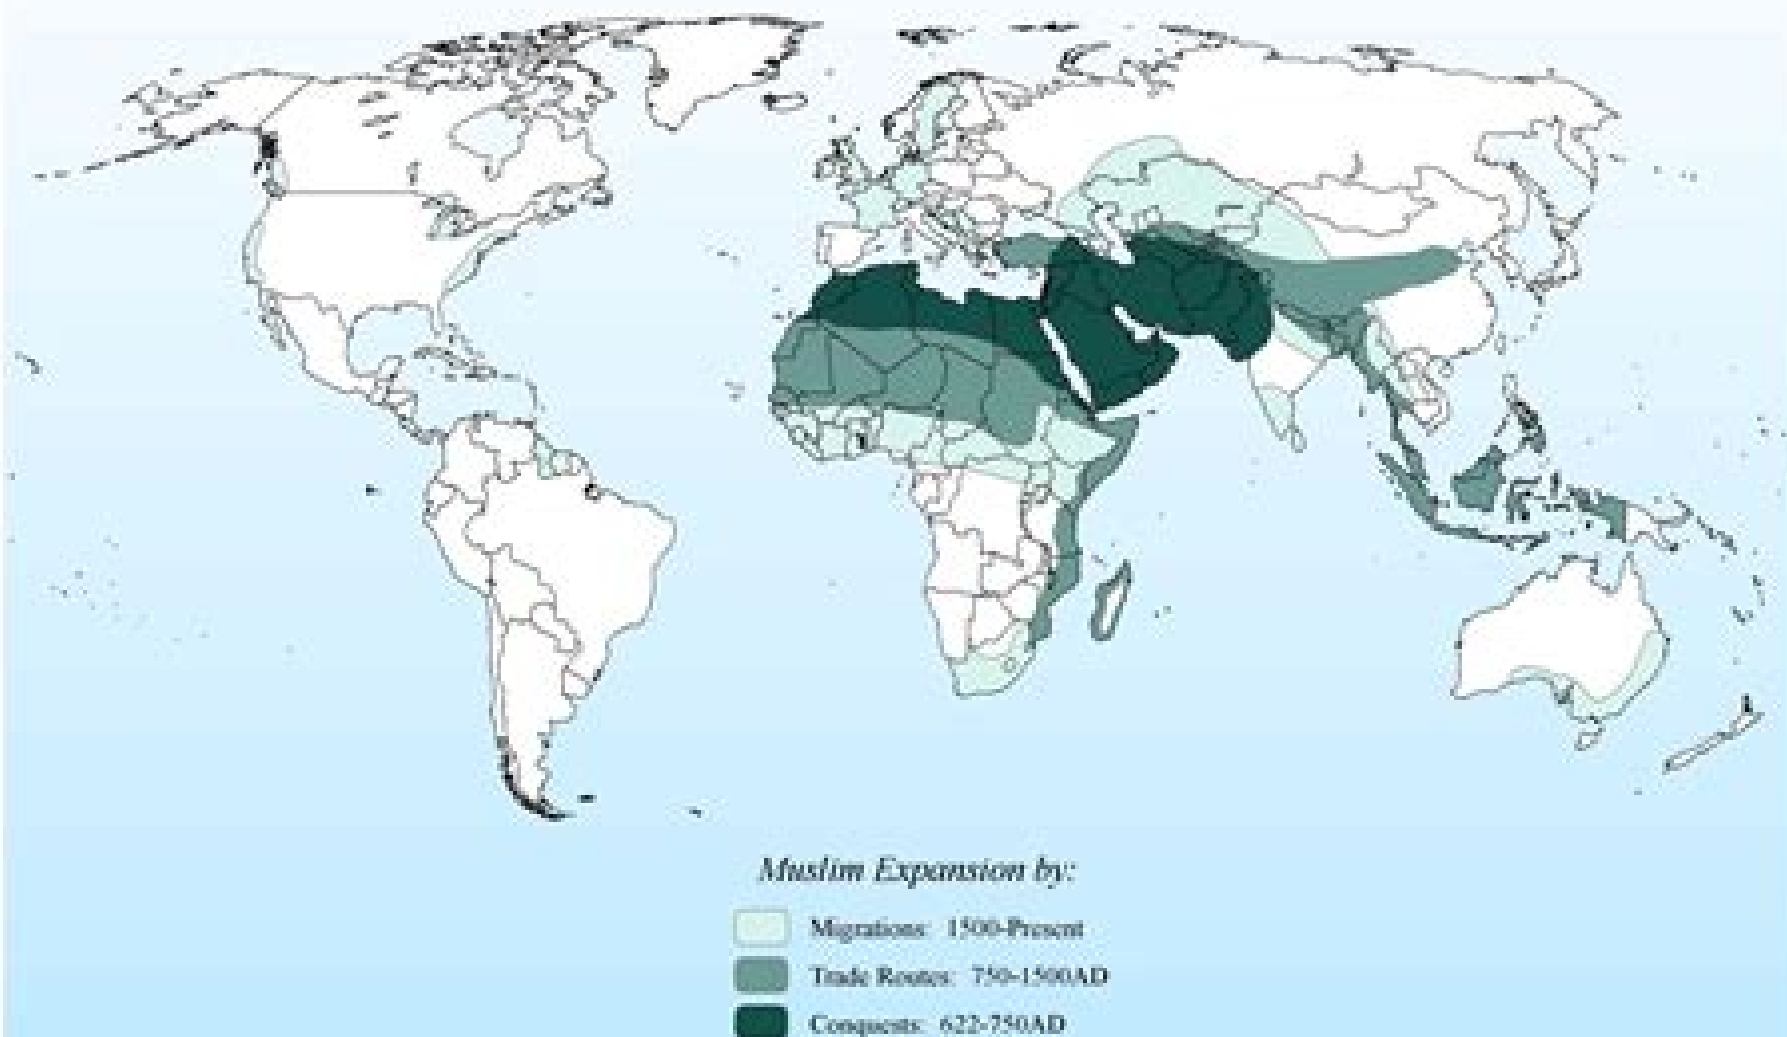 Muslim Expansion by:
Migrations: 1500-Present
Trade Routes: 750-1500AD
Conquests: 622-750AD